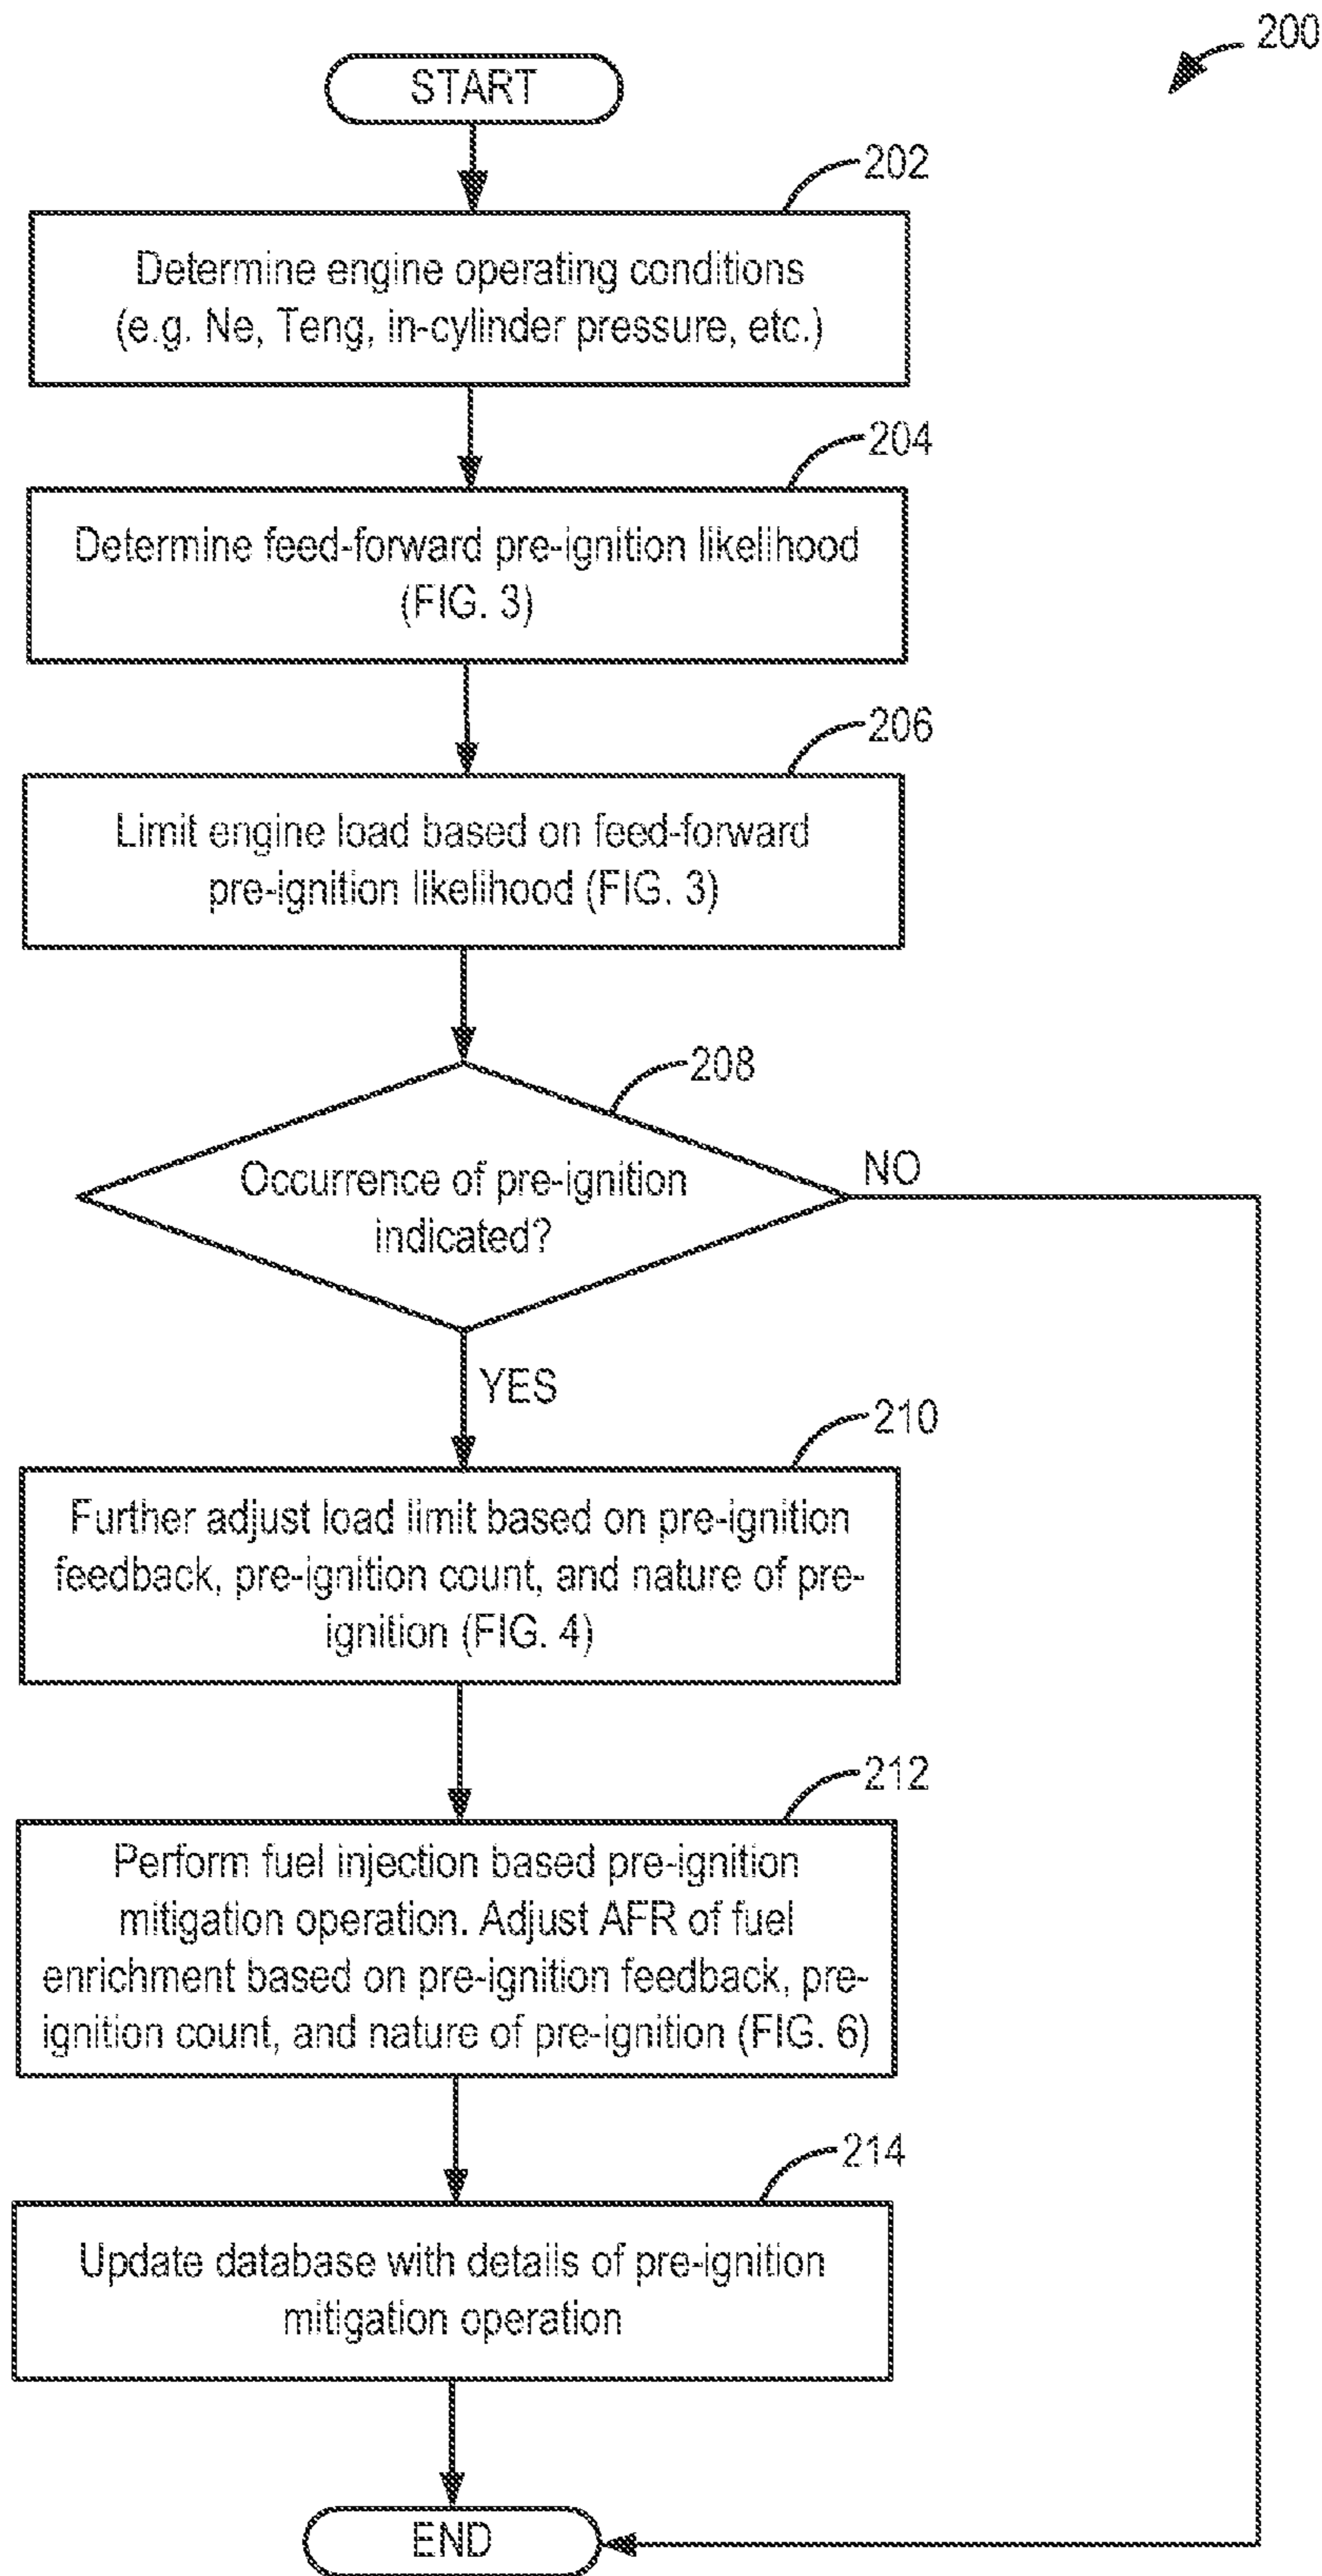 200
START
202
Determine engine operating conditions
(e.g. Ne, Teng, in-cylinder pressure, etc.)
204
Determine feed-forward pre-ignition likelihood
(FIG. 3)
206
Limit engine load based on feed-forward
pre-ignition likelihood (FIG. 3)
208
Occurrence of pre-ignition
indicated?
NO
YES
210
Further adjust load limit based on pre-ignition
feedback, pre-ignition count, and nature of pre-
ignition (FIG. 4)
212
Perform fuel injection based pre-ignition
mitigation operation. Adjust AFR of fuel
enrichment based on pre-ignition feedback, pre-
ignition count, and nature of pre-ignition (FIG. 6)
214
Update database with details of pre-ignition
mitigation operation
END